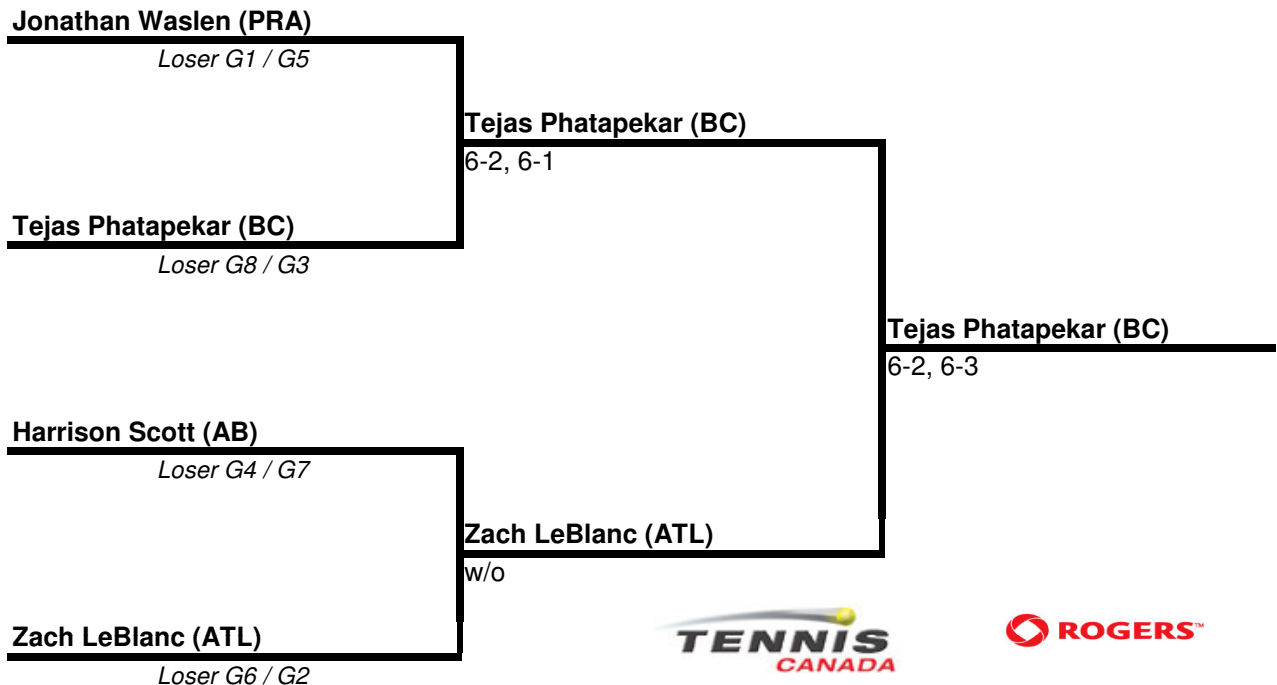 Jonathan Waslen (PRA)
Loser G1 / G5
Tejas Phatapekar (BC)
6-2, 6-1
Tejas Phatapekar (BC)
Loser G8 / G3
Tejas Phatapekar (BC)
6-2, 6-3
Harrison Scott (AB)
Loser G4 / G7
Zach LeBlanc (ATL)
w/o
Zach LeBlanc (ATL)
Loser G6 / G2
TENNIS
CANADA
ROGERS™